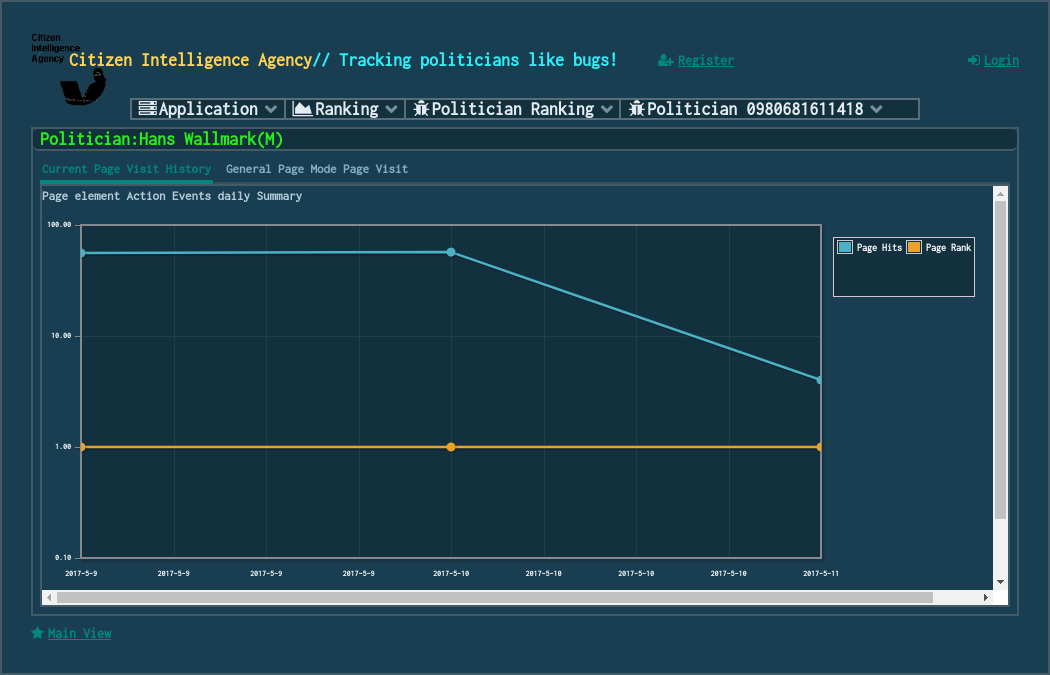 Citizen
Intelligence
Agency
Citizen Intelligence Agency// Tracking politicians like bugs!
Register
Login
Application
Ranking
Politician Ranking
Politician 0980681611418
Politician:Hans Wallmark(M)
Current Page Visit History
General Page Mode Page Visit
Page element Action Events daily Summary
100.00
10.00
1.00
0.10
2017-5-9
2017-5-9
2017-5-9
2017-5-9
2017-5-10
2017-5-10
2017-5-10
2017-5-10
2017-5-11
Page Hits
Page Rank
Main View